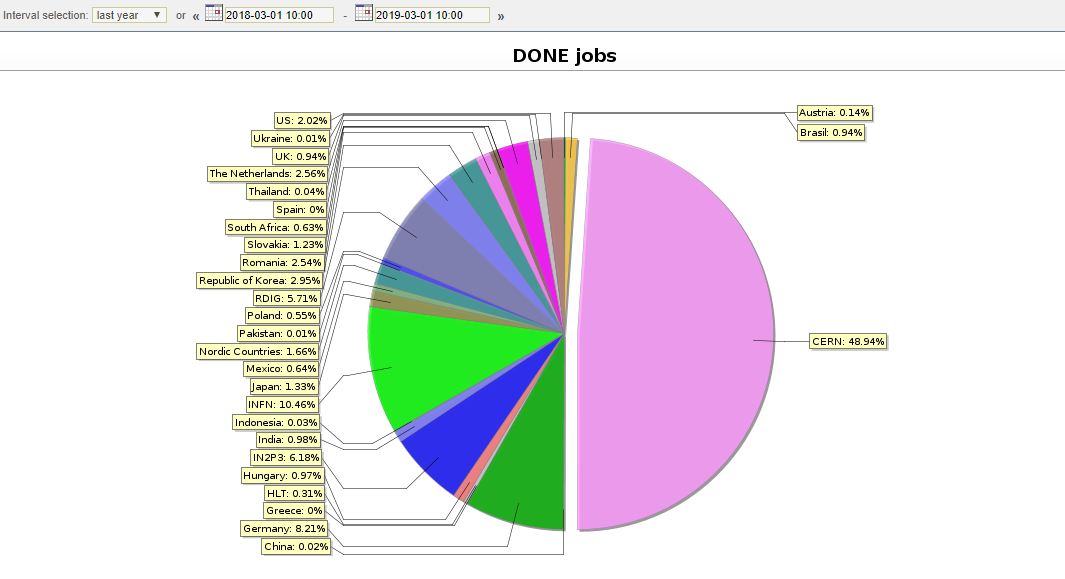 Interval selection: last year ▼ or « 2018-03-01 10:00 - 2019-03-01 10:00 »
DONE jobs
Austria: 0.14%
Brasil: 0.94%
CERN: 48.94%
US: 2.02%
Ukraine: 0.01%
UK: 0.94%
The Netherlands: 2.56%
Thailand: 0.04%
Spain: 0%
South Africa: 0.63%
Slovakia: 1.23%
Romania: 2.54%
Republic of Korea: 2.95%
RDIG: 5.71%
Poland: 0.55%
Pakistan: 0.01%
Nordic Countries: 1.66%
Mexico: 0.64%
Japan: 1.33%
INFN: 10.46%
Indonesia: 0.03%
India: 0.98%
IN2P3: 6.18%
Hungary: 0.97%
HLT: 0.31%
Greece: 0%
Germany: 8.21%
China: 0.02%